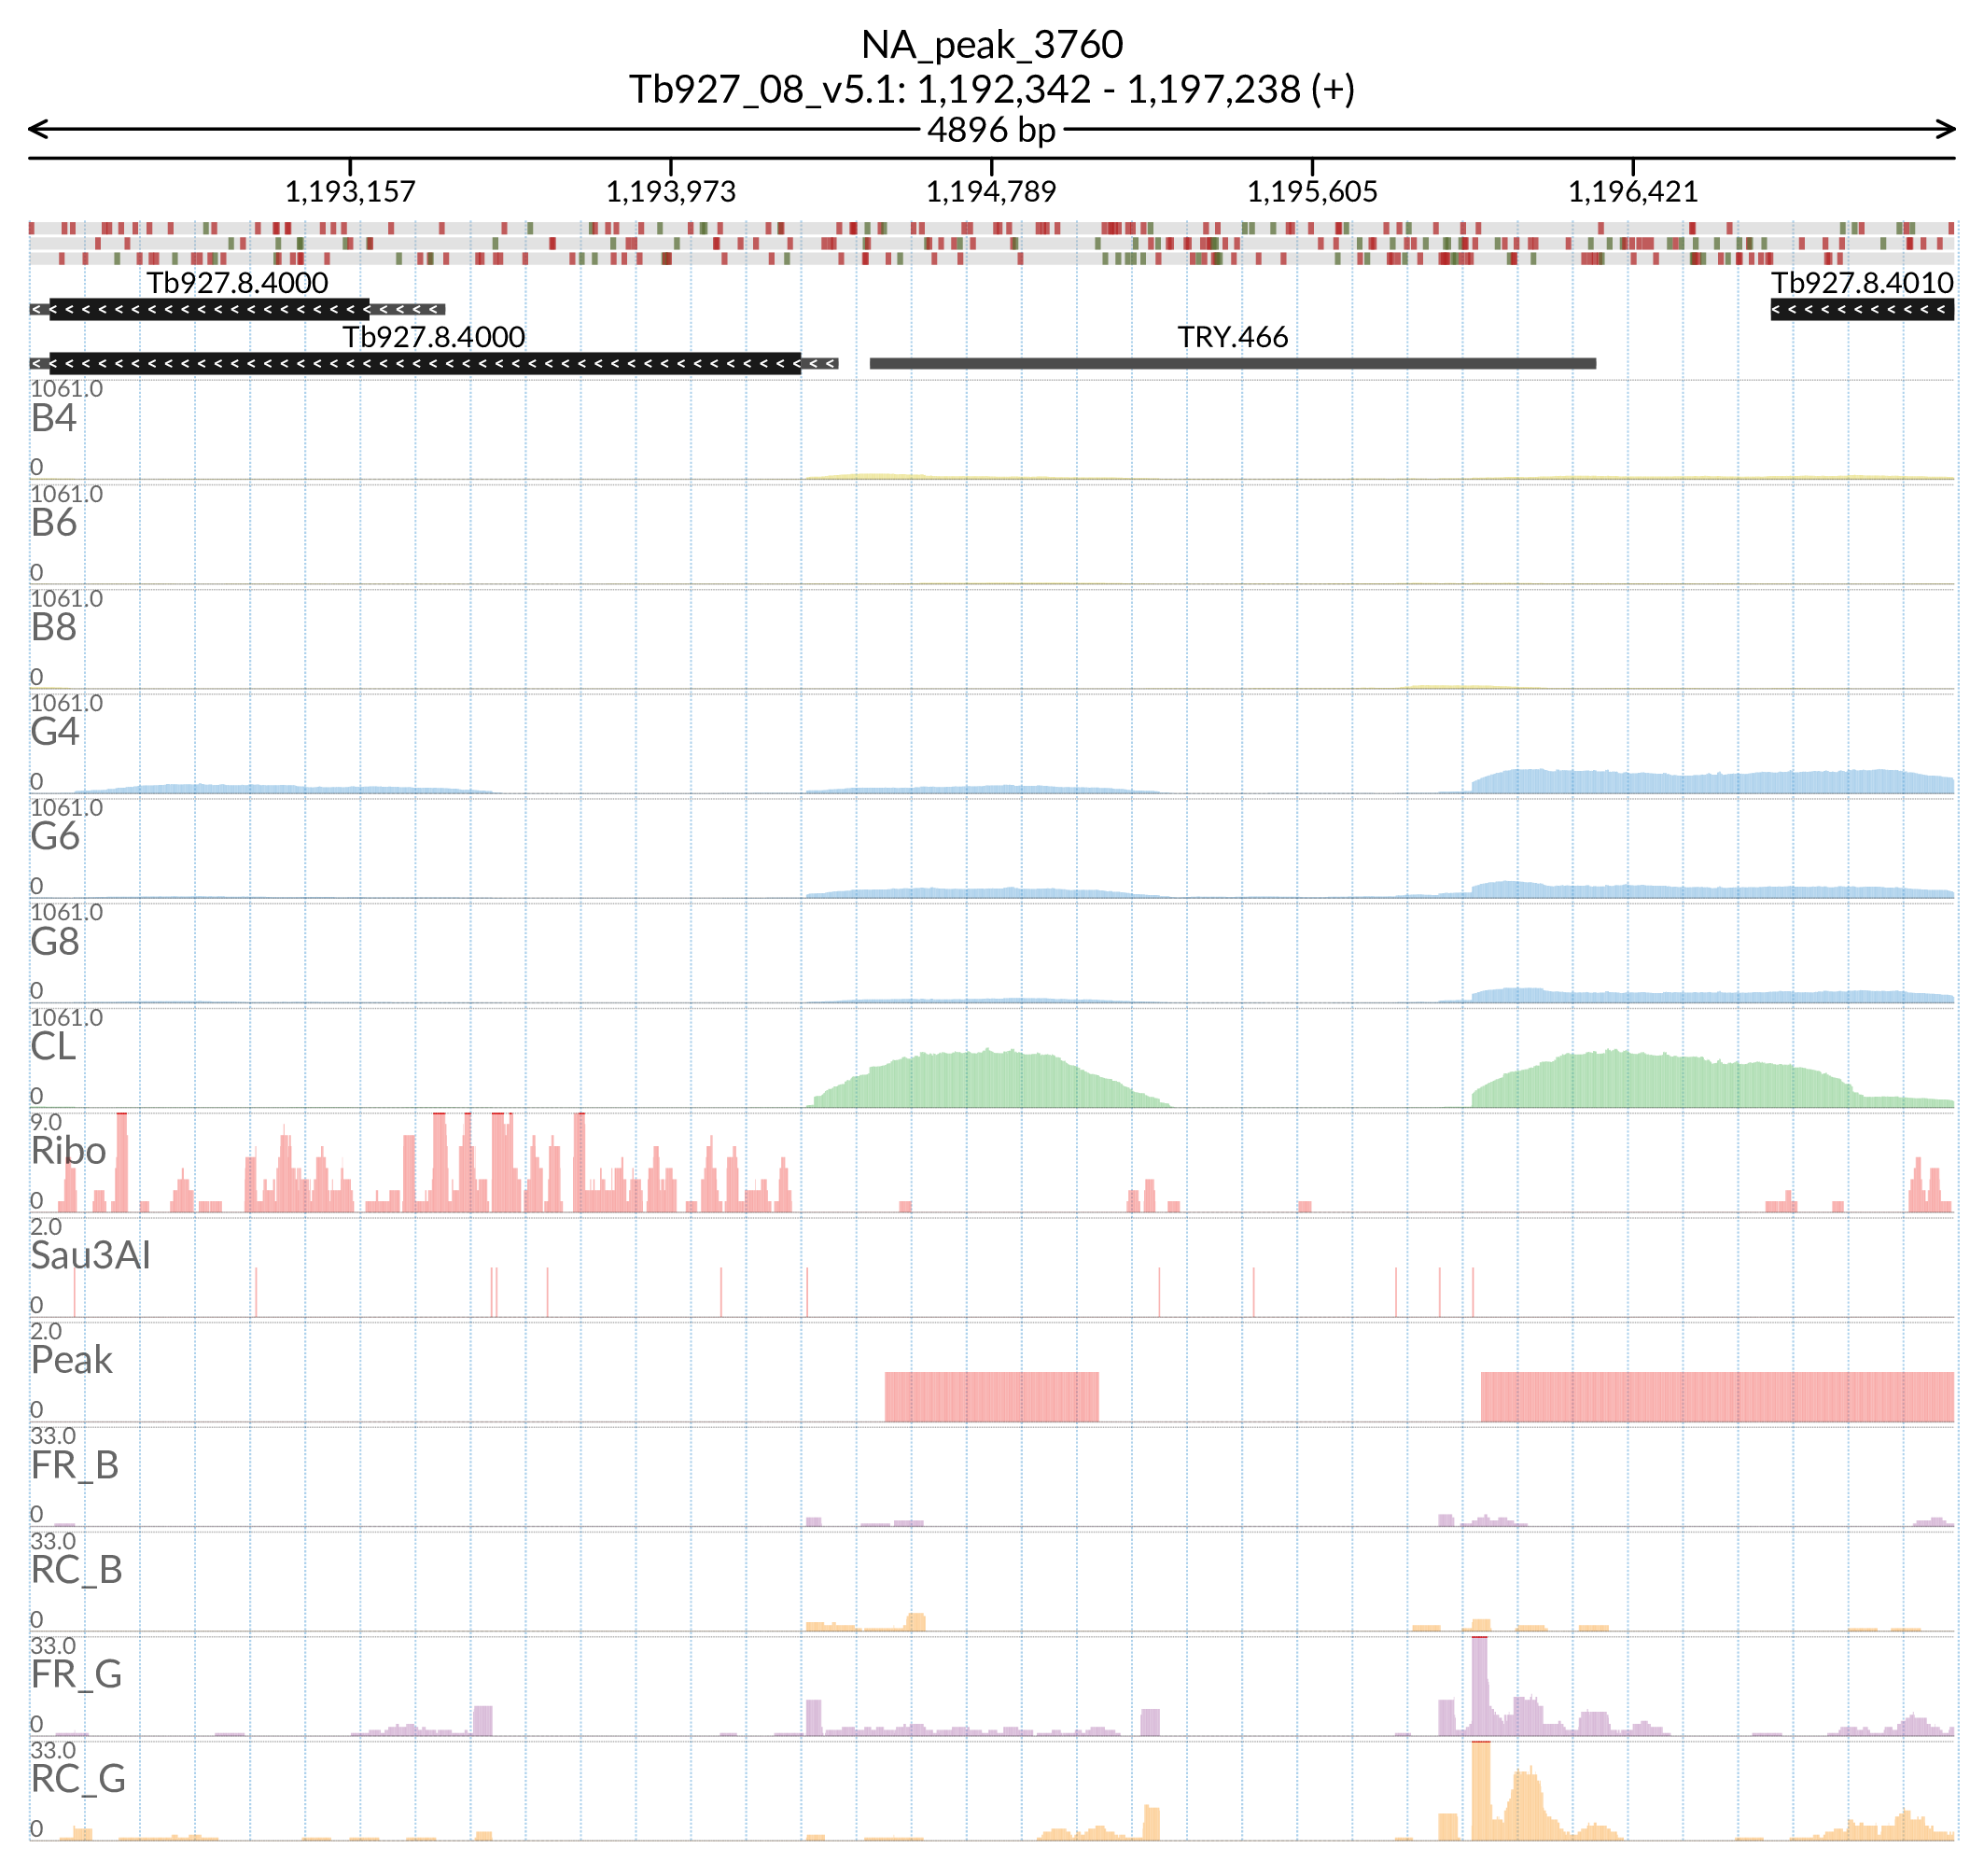 NA_peak_3760
Tb927_08_v5.1: 1,192,342 - 1,197,238 (+)
4896 bp
1,193,157 1,193,973 1,194,789 1,195,605 1,196,421
Tb927.8.4000 Tb927.8.4010
Tb927.8.4000 TRY.466
1061.0
B4
0
1061.0
B6
0
1061.0
B8
0
1061.0
G4
0
1061.0
G6
0
1061.0
G8
0
1061.0
CL
0
9.0
Ribo
0
2.0
Sau3AI
0
2.0
Peak
0
33.0
FR_B
0
33.0
RC_B
0
33.0
FR_G
0
33.0
RC_G
0